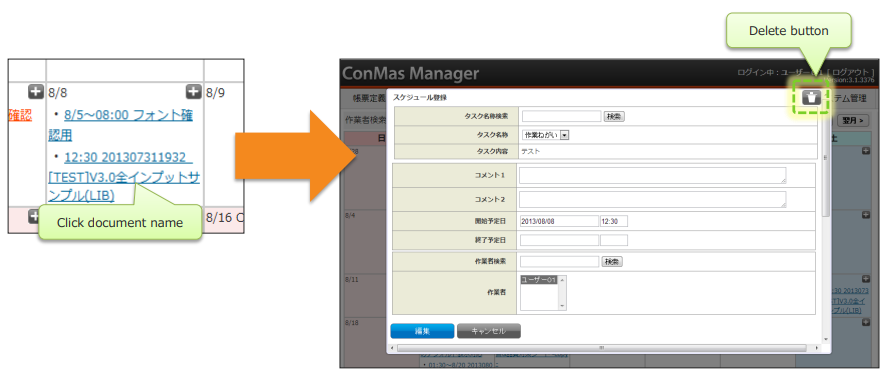 Delete button
8/8
8/9
確認
・8/5～08:00 フォント確
認用
・12:30 201307311932_
[TEST]V3.0全インプットサ
ンプル(LIB)
8/16
Click document name
ConMas Manager
ログイン中：ユーザー
[ログアウト]
ersion:3.1.3376
帳票定義
テム管理
作業者検索
翌月 >
日
土
8/4
8/11
8/18
スケジュール登録
タスク名称検索
検索
タスク名称
作業ねがい
タスク内容
テスト
コメント1
コメント2
開始予定日
2013/08/08
12:30
終了予定日
作業者検索
検索
作業者
ユーザー01
編集
キャンセル
:30 2013073
T]V3.0全イ
プル(LIB)